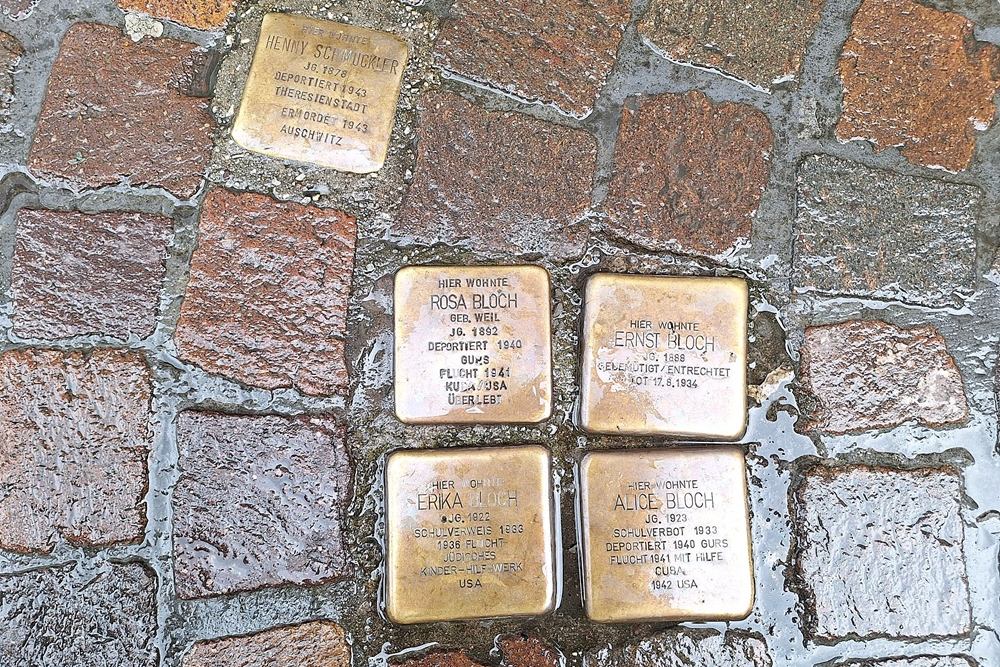 HIER WOHNTE
HENNY SCHMUCKLER
JG. 1876
DEPORTIERT 1943
THERESIENSTADT
ERMORDET 1943
AUSCHWITZ
HIER WOHNTE
ROSA BLOCH
GEB. WEIL
JG. 1892
DEPORTIERT 1940
GURS
FLUCHT 1941
KUBA/USA
ÜBERLEBT
HIER WOHNTE
ERNST BLOCH
JG. 1888
GEDEMÜTIGT/ENTRECHTET
TOT 17.8.1934
HIER WOHNTE
ERIKA BLOCH
JG. 1922
SCHULVERWEIS 1933
1936 FLUCHT
JÜDISCHES
KINDER-HILFWERK
USA
HIER WOHNTE
ALICE BLOCH
JG. 1923
SCHULVERBOT 1933
DEPORTIERT 1940 GURS
FLUCHT 1941 MIT HILFE
CUBA
1942 USA